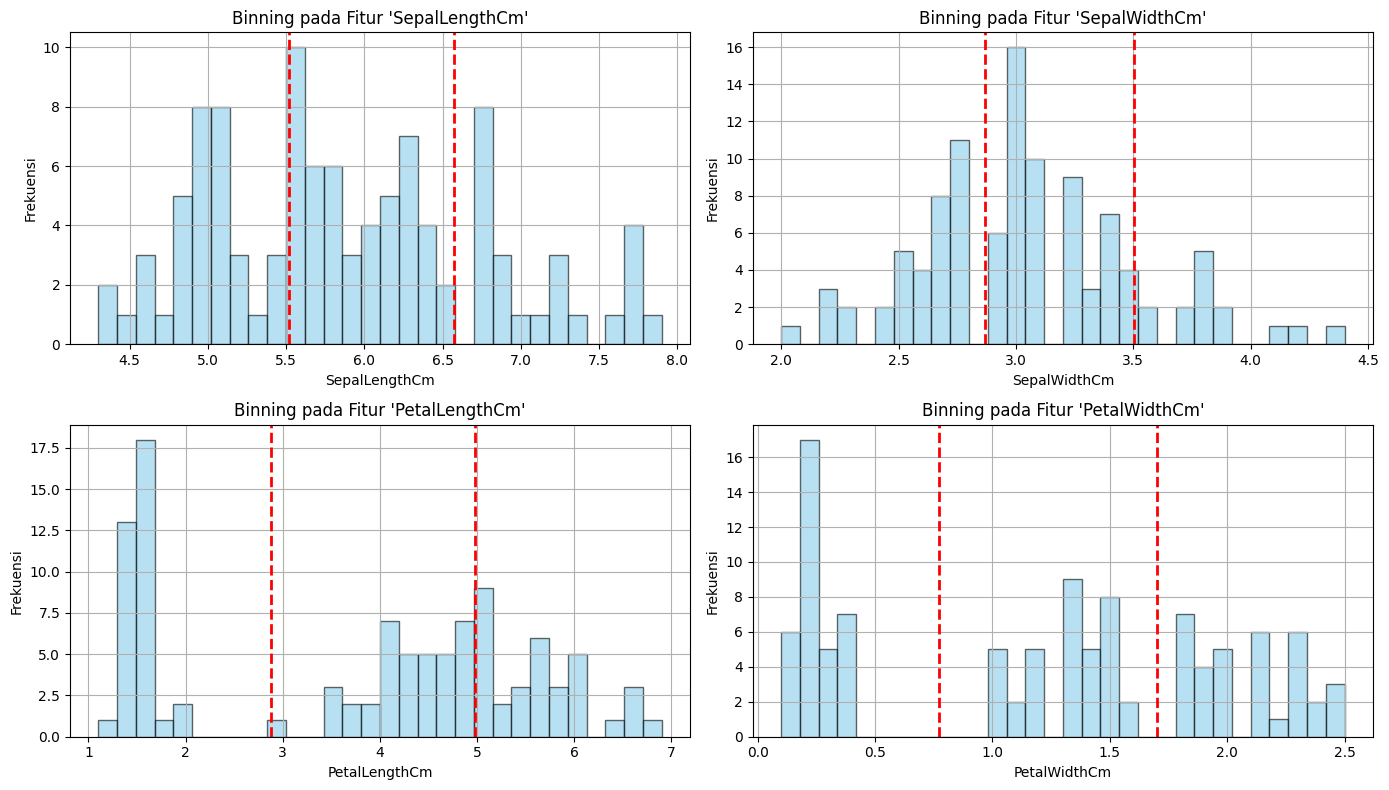 Binning pada Fitur 'SepalLengthCm'
10
8
6
4
2
0
Frekuensi
4.5 5.0 5.5 6.0 6.5 7.0 7.5 8.0
SepalLengthCm
Binning pada Fitur 'SepalWidthCm'
16
14
12
10
8
6
4
2
0
Frekuensi
2.0 2.5 3.0 3.5 4.0 4.5
SepalWidthCm
Binning pada Fitur 'PetalLengthCm'
17.5
15.0
12.5
10.0
7.5
5.0
2.5
0.0
Frekuensi
1 2 3 4 5 6 7
PetalLengthCm
Binning pada Fitur 'PetalWidthCm'
16
14
12
10
8
6
4
2
0
Frekuensi
0.0 0.5 1.0 1.5 2.0 2.5
PetalWidthCm